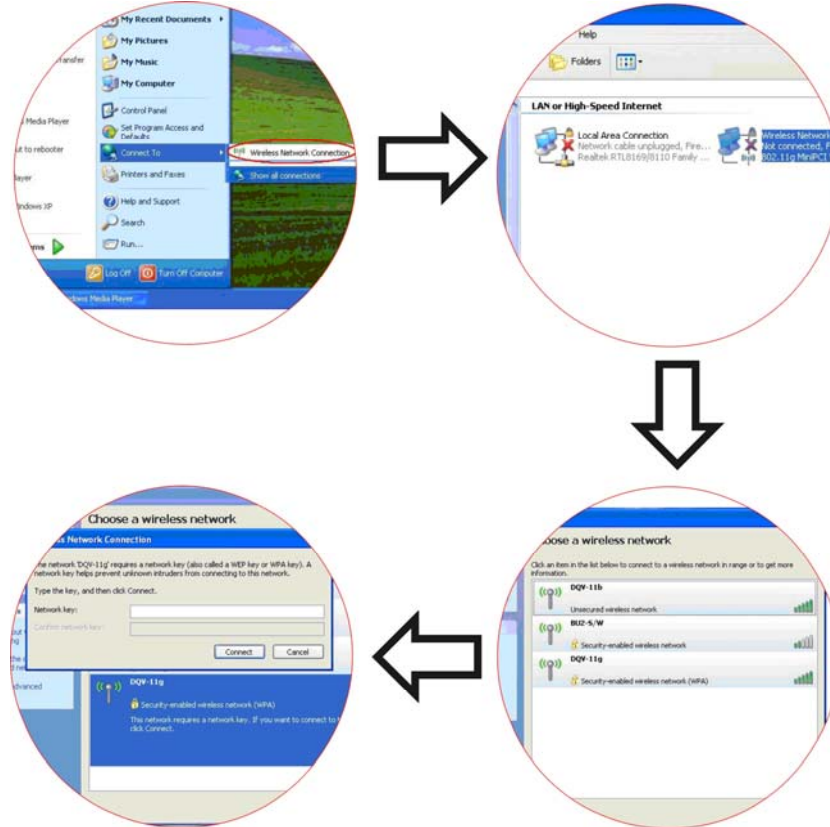 My Recent Documents
My Pictures
My Music
My Computer
Control Panel
Set Program Access and
Defaults
Connect To
Printers and Faxes
Help and Support
Search
Run...
Log Off
Turn Off Computer
Media Player
Wireless Network Connection
Show all connections
Windows Media Player
Help
Folders
LAN or High-Speed Internet
Local Area Connection
Network cable unplugged, Fire...
Realtek RTL8169/8110 Family ...
Wireless Network
Not connected, F
802.11g MiniPCI
Choose a wireless network
Network Connection
The network 'DQV-11g' requires a network key (also called a WEP key or WPA key). A
network key helps prevent unknown intruders from connecting to this network.
Type the key, and then click Connect.
Network key:
Confirm network key:
Connect
Cancel
DQV-11g
Security-enabled wireless network (WPA)
This network requires a network key. If you want to connect to
click Connect.
advanced
a wireless network
Click an item in the list below to connect to a wireless network in range or to get more
information.
DQV-11b
Unsecured wireless network
BU2-S/W
Security-enabled wireless network
DQV-11g
Security-enabled wireless network (WPA)